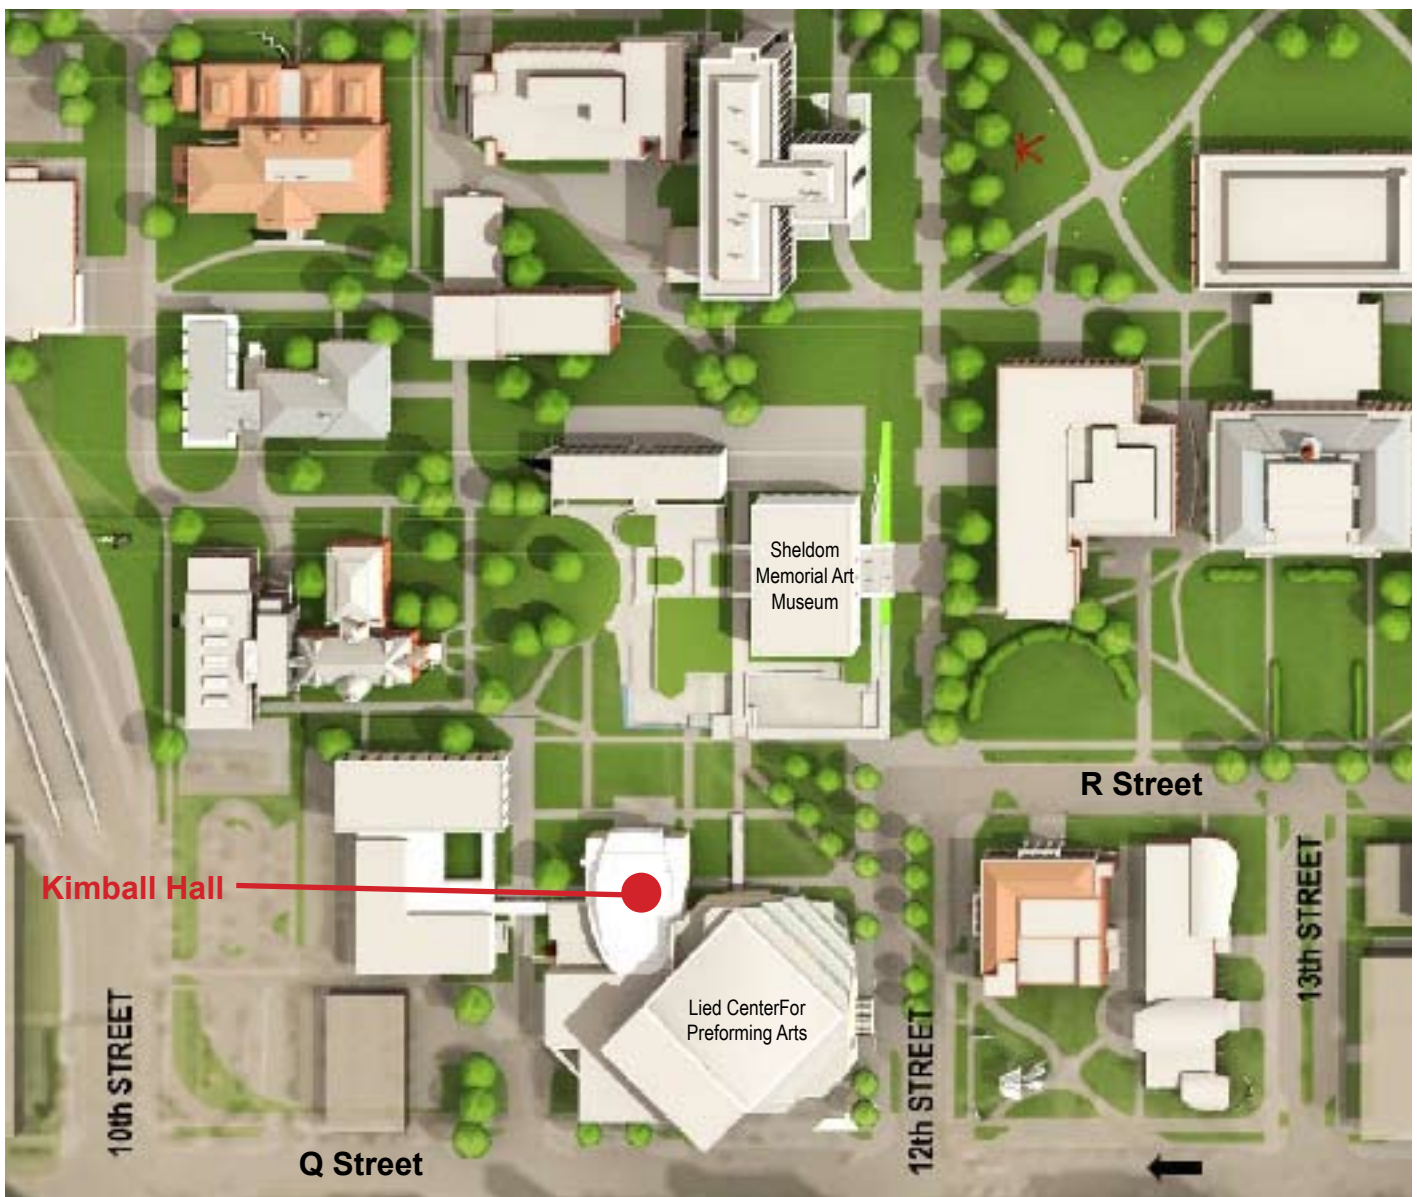 Sheldom
Memorial Art
Museum
R Street
Kimball Hall
13th STREET
Lied CenterFor
Preforming Arts
10th STREET
12th STREET
Q Street